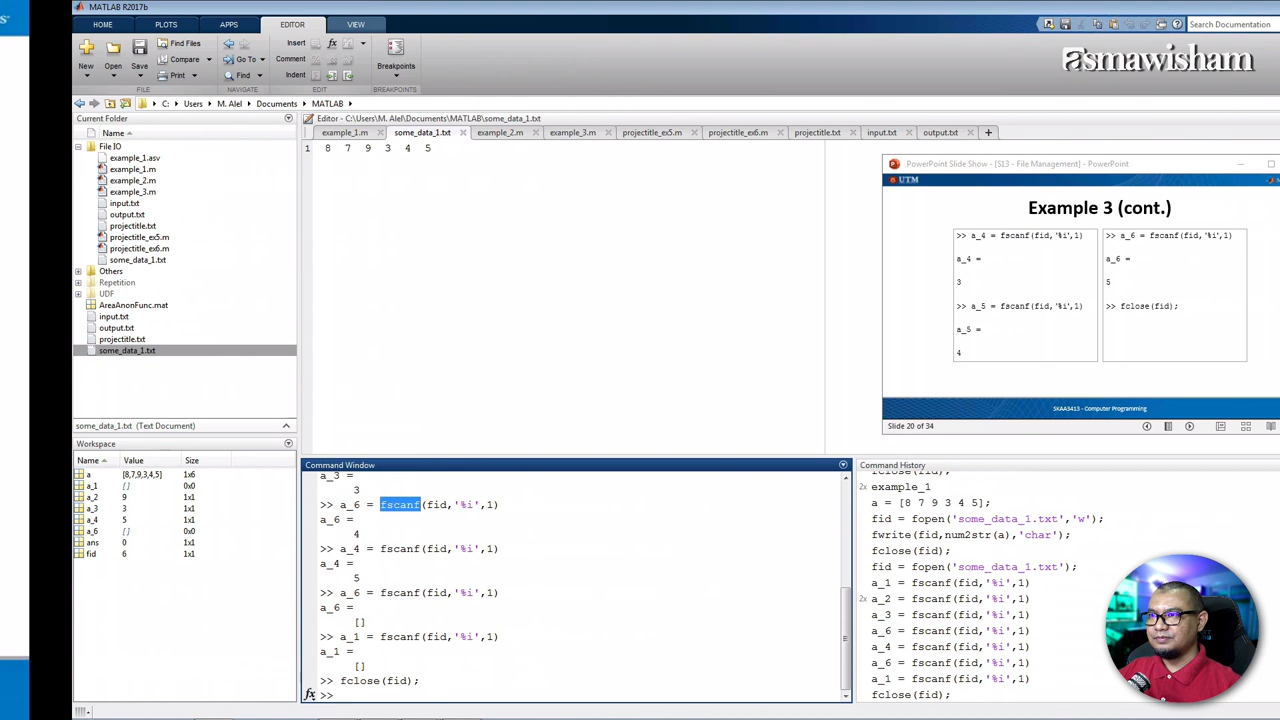 MATLAB R2017b
HOME PLOTS APPS EDITOR VIEW
Search Documentation
asmawisham
New Open Save Find Files Compare Print Go To Find Insert Comment Indent Breakpoints
FILE NAVIGATE EDIT BREAKPOINTS
C: Users M. Alel Documents MATLAB
Current Folder
Name
File IO
example_1.asv
example_1.m
example_2.m
example_3.m
input.txt
output.txt
projectitle.txt
projectitle_ex5.m
projectitle_ex6.m
some_data_1.txt
Others
Repetition
UDF
AreaAnonFunc.mat
input.txt
output.txt
projectitle.txt
some_data_1.txt
some_data_1.txt (Text Document)
Workspace
Name Value Size
a [8,7,9,3,4,5] 1x6
a_1 [] 0x0
a_2 9 1x1
a_3 3 1x1
a_4 5 1x1
a_6 [] 0x0
ans 0 1x1
fid 6 1x1
Editor - C:\Users\M. Alel\Documents\MATLAB\some_data_1.txt
example_1.m some_data_1.txt example_2.m example_3.m projectitle_ex5.m projectitle_ex6.m projectitle.txt input.txt output.txt
1 8 7 9 3 4 5
PowerPoint Slide Show - [S13 - File Management] - PowerPoint
UTM
Example 3 (cont.)
>> a_4 = fscanf(fid,'%i',1)
a_4 =
3
>> a_5 = fscanf(fid,'%i',1)
a_5 =
4
>> a_6 = fscanf(fid,'%i',1)
a_6 =
5
>> fclose(fid);
SKAA3413 - Computer Programming
Slide 20 of 34
Command Window
a_3 =
3
>> a_6 = fscanf(fid,'%i',1)
a_6 =
4
>> a_4 = fscanf(fid,'%i',1)
a_4 =
5
>> a_6 = fscanf(fid,'%i',1)
a_6 =
[]
>> a_1 = fscanf(fid,'%i',1)
a_1 =
[]
>> fclose(fid);
fx >>
Command History
fclose(fid);
2x example_1
a = [8 7 9 3 4 5];
fid = fopen('some_data_1.txt','w');
fwrite(fid,num2str(a),'char');
fclose(fid);
fid = fopen('some_data_1.txt');
a_1 = fscanf(fid,'%i',1)
2x a_2 = fscanf(fid,'%i',1)
a_3 = fscanf(fid,'%i',1)
a_6 = fscanf(fid,'%i',1)
a_4 = fscanf(fid,'%i',1)
a_6 = fscanf(fid,'%i',1)
a_1 = fscanf(fid,'%i',1)
fclose(fid);